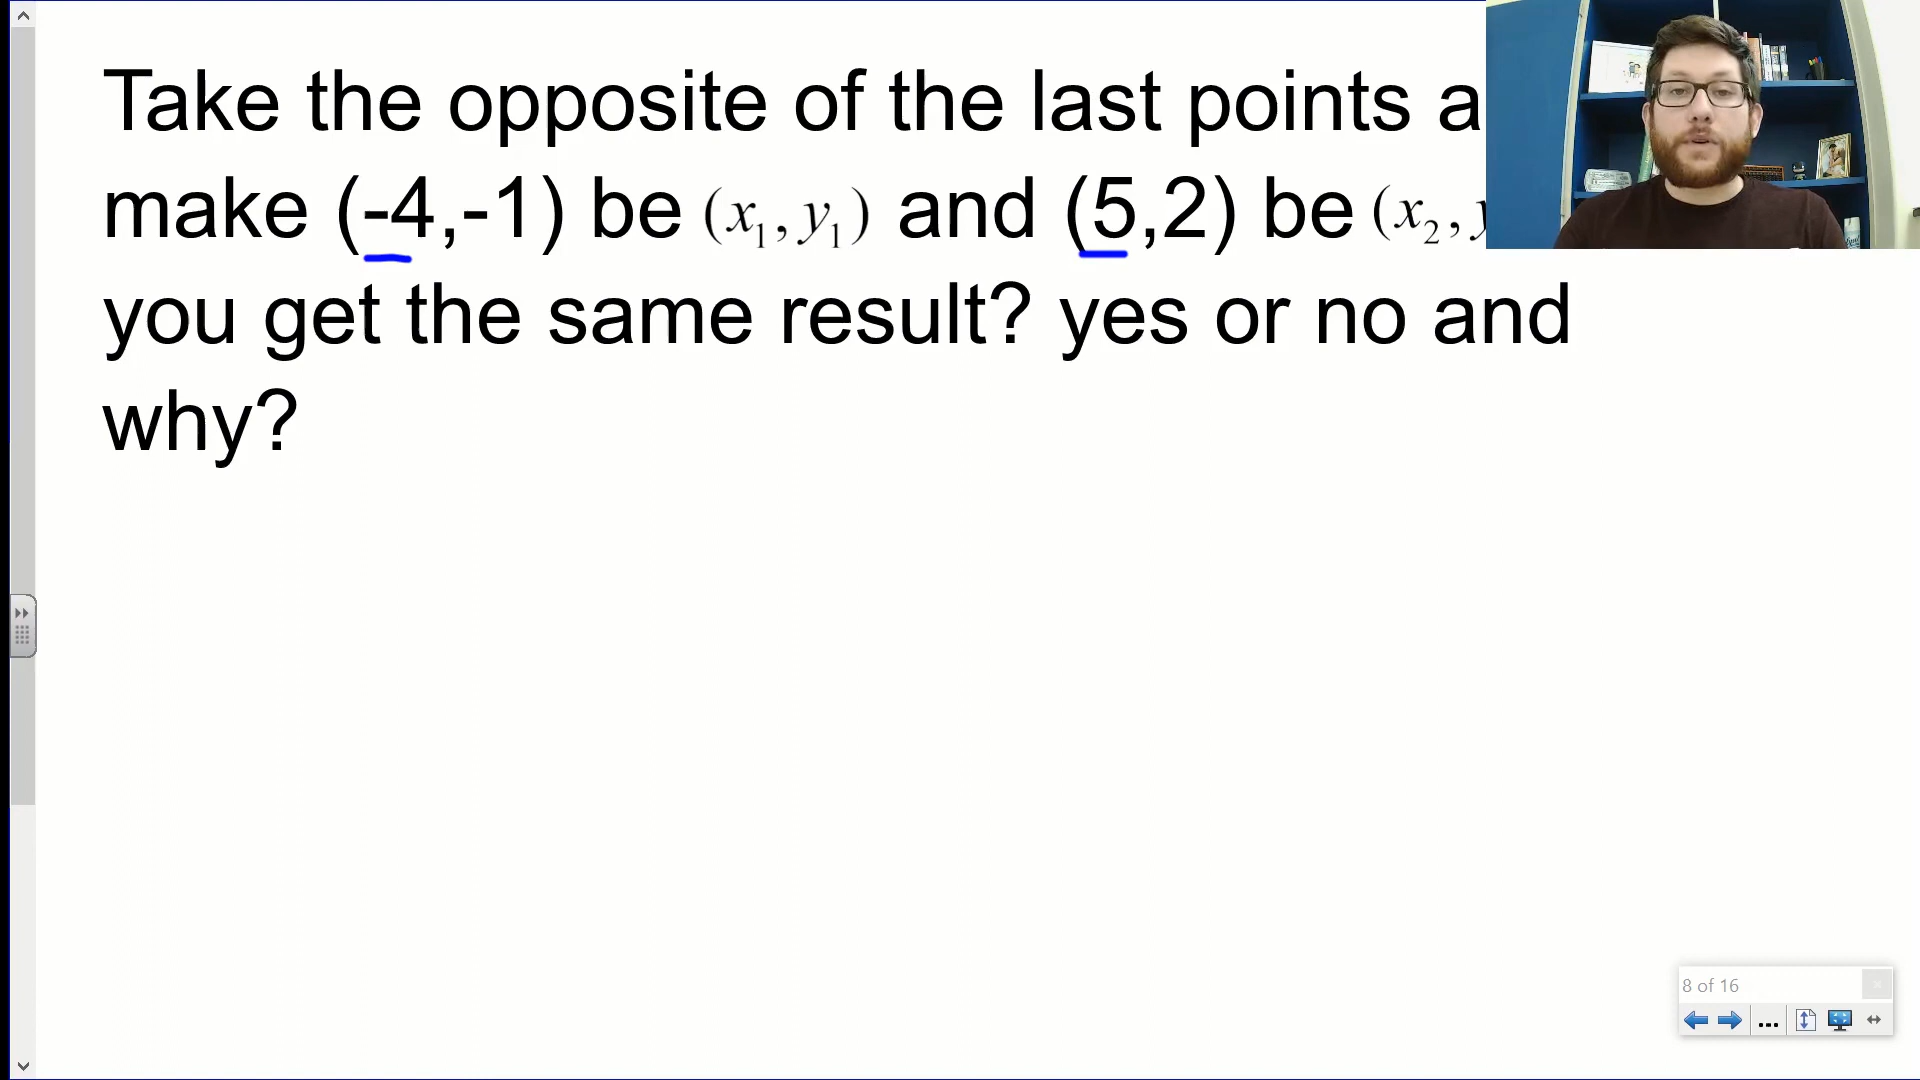 Take the opposite of the last points a
make (-4,-1) be (x₁, y₁) and (5,2) be (x₂, y
you get the same result? yes or no and
why?
8 of 16